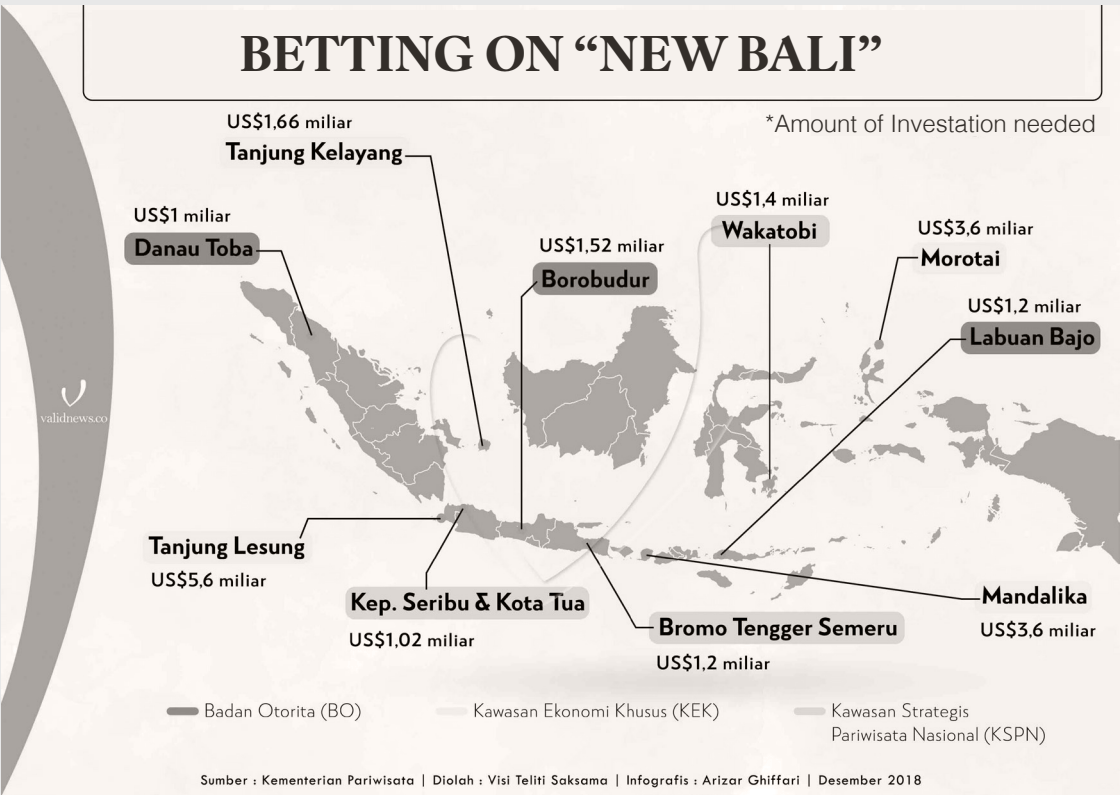 BETTING ON “NEW BALI”
*Amount of Investation needed
US$1,66 miliar
Tanjung Kelayang
US$1 miliar
Danau Toba
US$1,52 miliar
Borobudur
US$1,4 miliar
Wakatobi
US$3,6 miliar
Morotai
US$1,2 miliar
Labuan Bajo
validnews.co
Tanjung Lesung
US$5,6 miliar
Kep. Seribu & Kota Tua
US$1,02 miliar
Bromo Tengger Semeru
US$1,2 miliar
Mandalika
US$3,6 miliar
Badan Otorita (BO)
Kawasan Ekonomi Khusus (KEK)
Kawasan Strategis
Pariwisata Nasional (KSPN)
Sumber : Kementerian Pariwisata | Diolah : Visi Teliti Saksama | Infografis : Arizar Ghiffari | Desember 2018